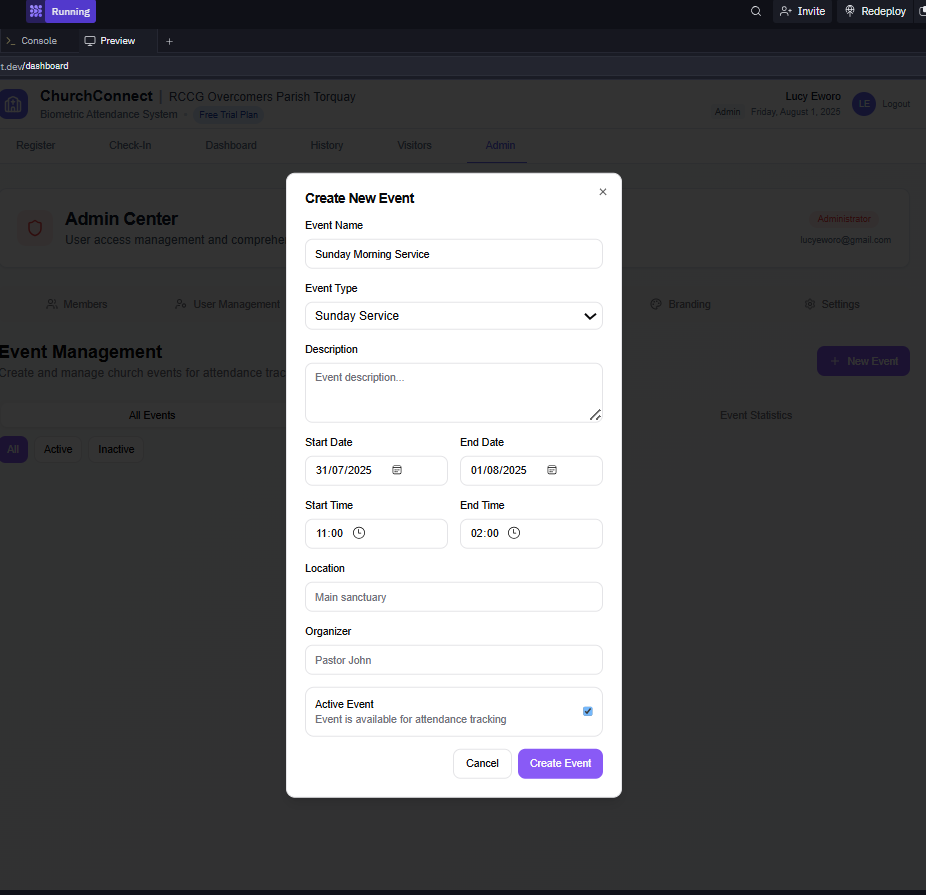 Running
Invite
Redeploy
Console
Preview
t.dev/dashboard
ChurchConnect | RCCG Overcomers Parish Torquay
Biometric Attendance System · Free Trial Plan
Lucy Eworo
Admin Friday, August 1, 2025
LE
Logout
Register Check-In Dashboard History Visitors Admin
Admin Center
User access management and comprehe
Administrator
lucyeworo@gmail.com
Members User Management Branding Settings
Event Management
Create and manage church events for attendance trac
New Event
All Events Event Statistics
All Active Inactive
Create New Event
Event Name
Sunday Morning Service
Event Type
Sunday Service
Description
Event description...
Start Date End Date
31/07/2025 01/08/2025
Start Time End Time
11:00 02:00
Location
Main sanctuary
Organizer
Pastor John
Active Event
Event is available for attendance tracking
Cancel Create Event